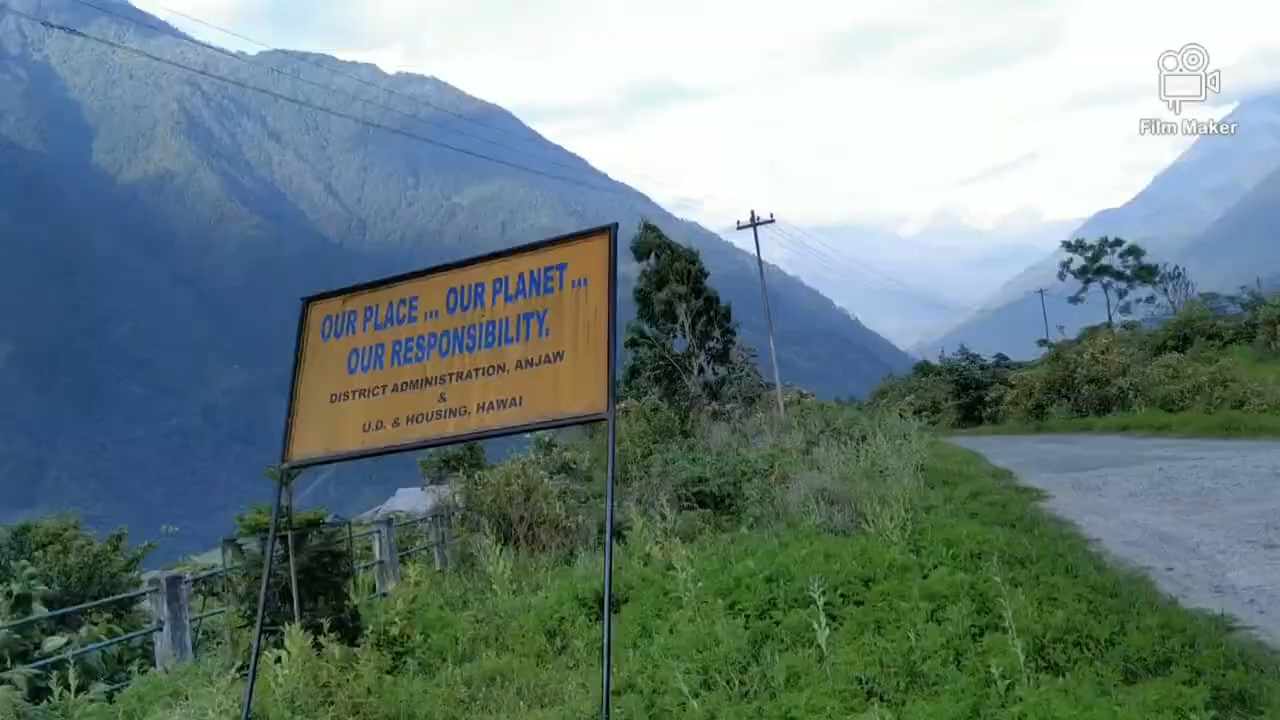 OUR PLACE... OUR PLANET...
OUR RESPONSIBILITY.
DISTRICT ADMINISTRATION, ANJAW
&
U.D. & HOUSING, HAWAI
Film Maker